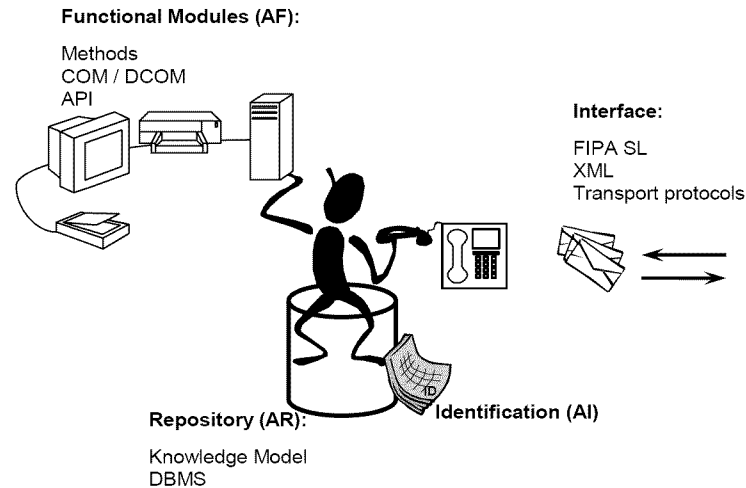 Functional Modules (AF):
Methods
COM / DCOM
API
Interface:
FIPA SL
XML
Transport protocols
ID
Identification (AI)
Repository (AR):
Knowledge Model
DBMS